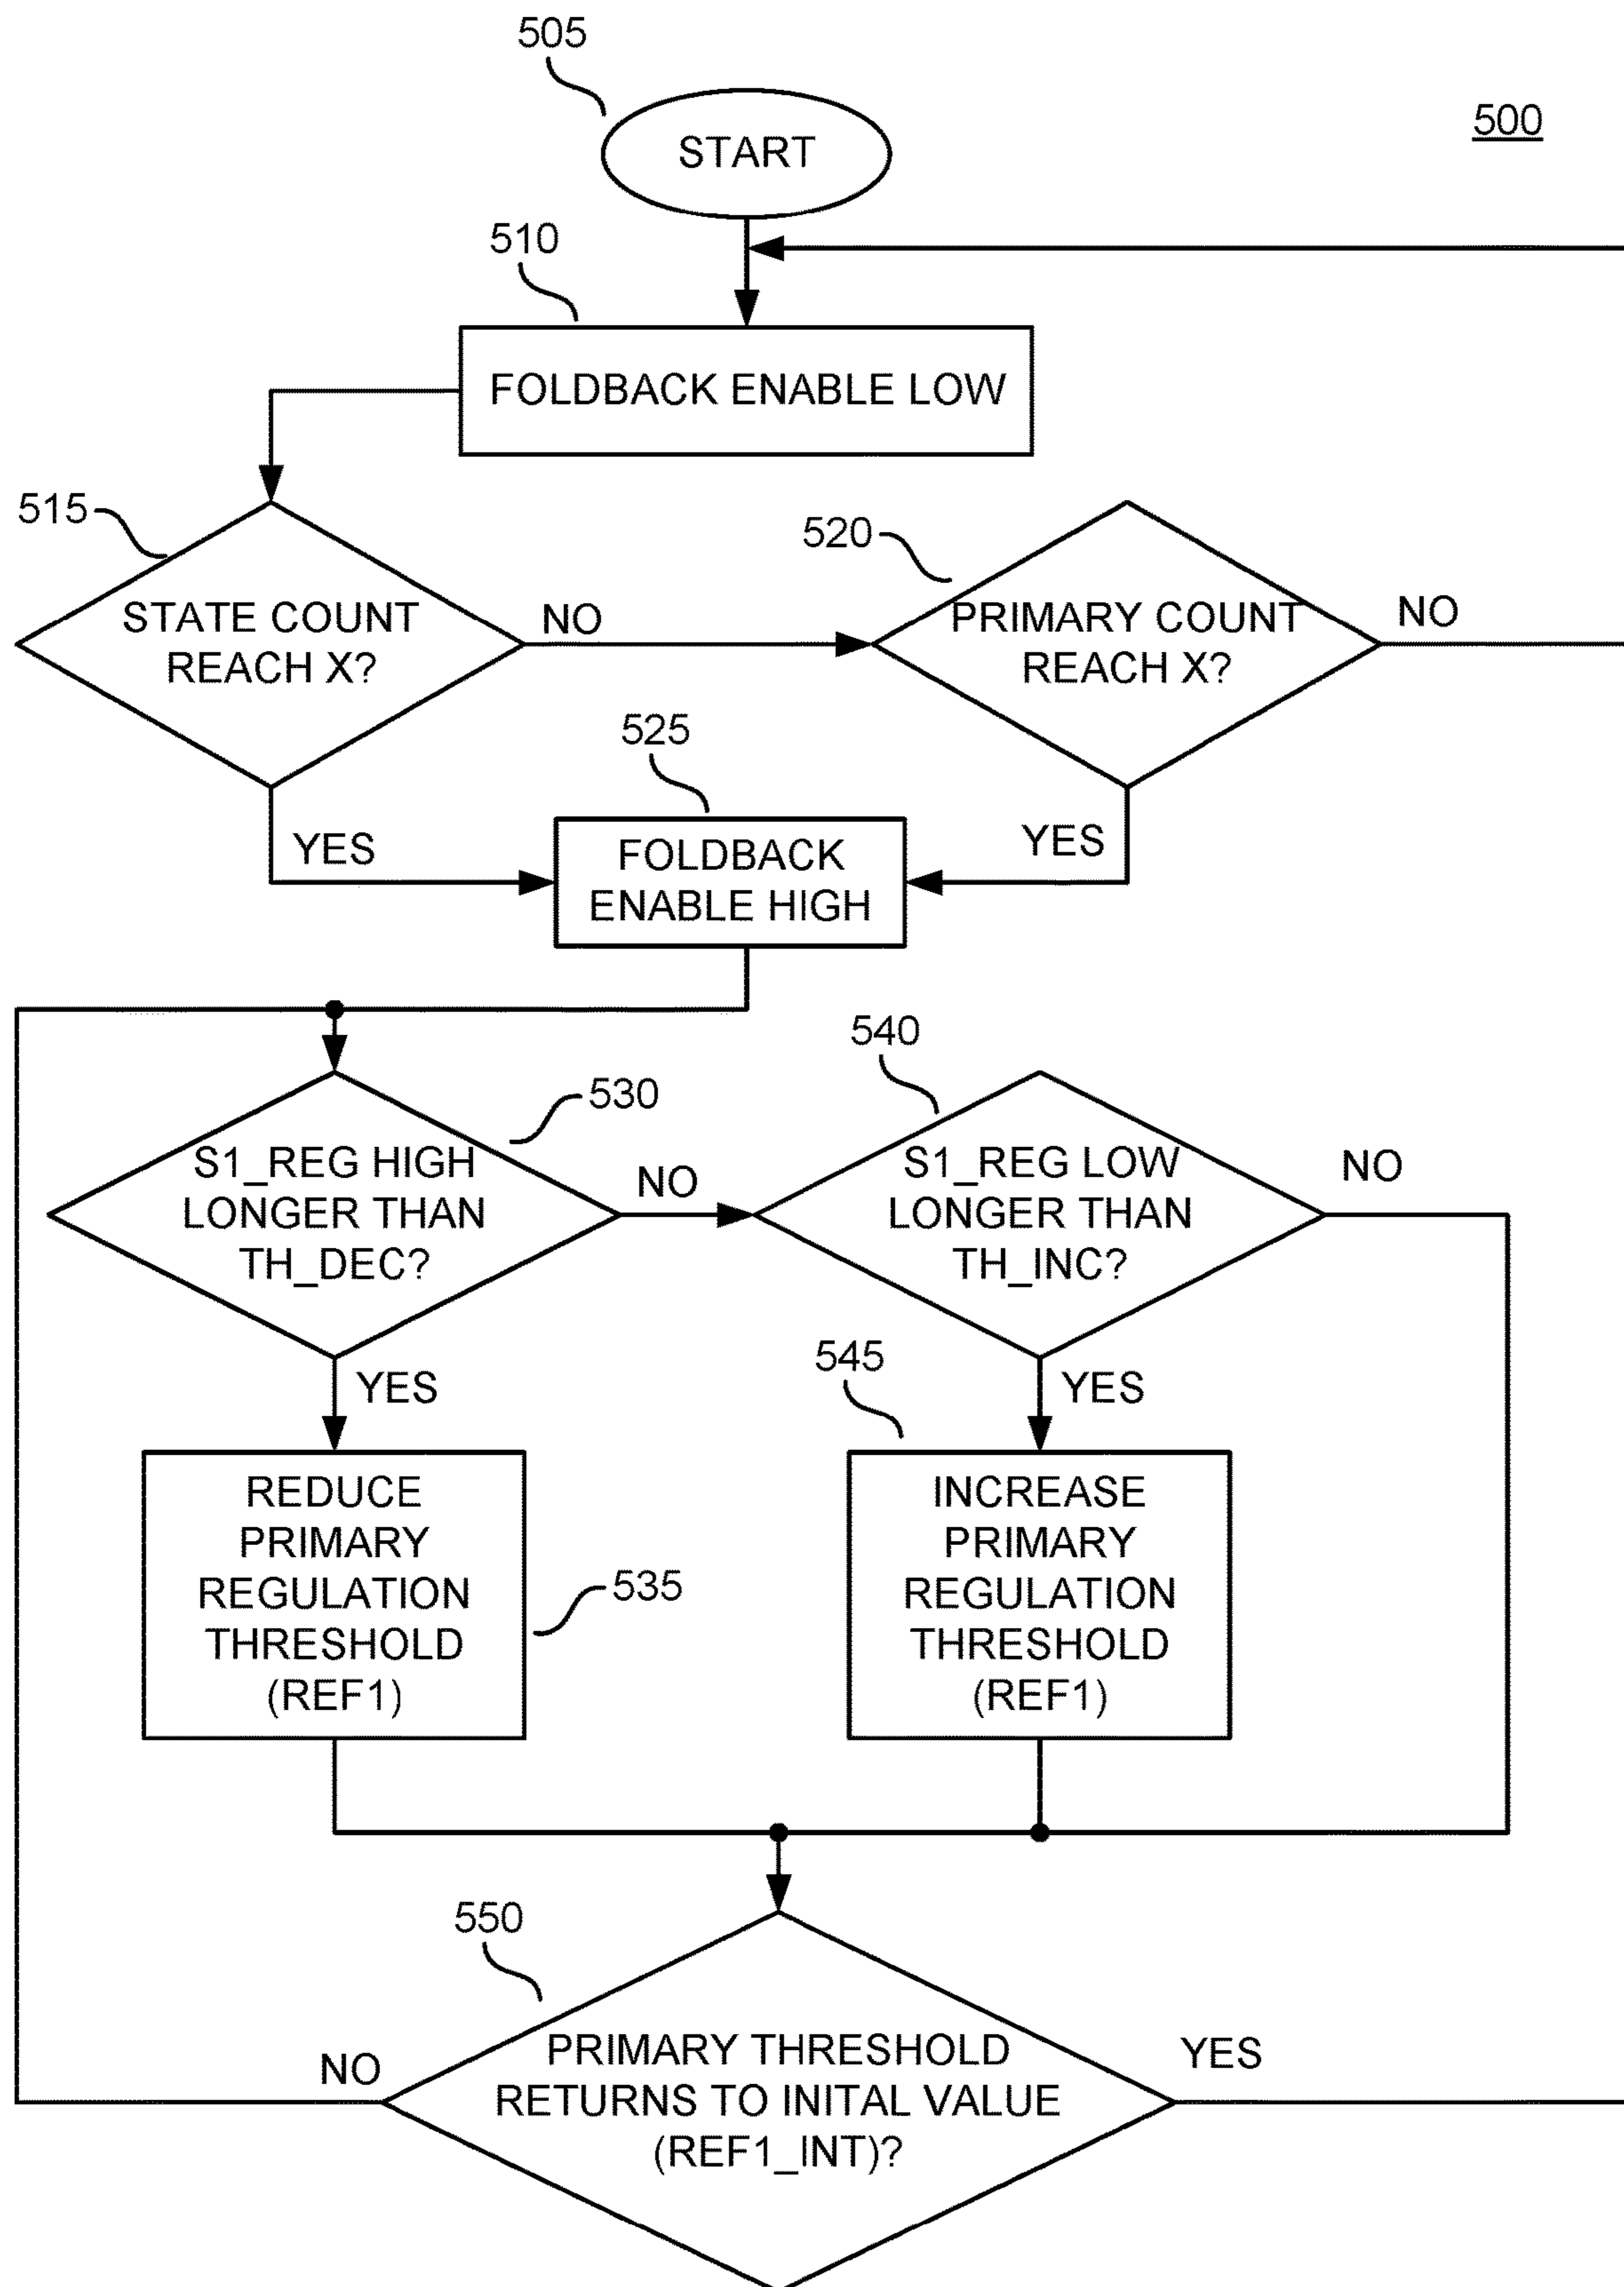 505
START
500
510
FOLDBACK ENABLE LOW
515
STATE COUNT
REACH X?
NO
520
PRIMARY COUNT
REACH X?
NO
YES
525
FOLDBACK
ENABLE HIGH
YES
530
S1_REG HIGH
LONGER THAN
TH_DEC?
NO
540
S1_REG LOW
LONGER THAN
TH_INC?
NO
YES
REDUCE
PRIMARY
REGULATION
THRESHOLD
(REF1)
535
545
YES
INCREASE
PRIMARY
REGULATION
THRESHOLD
(REF1)
550
NO
PRIMARY THRESHOLD
RETURNS TO INITAL VALUE
(REF1_INT)?
YES